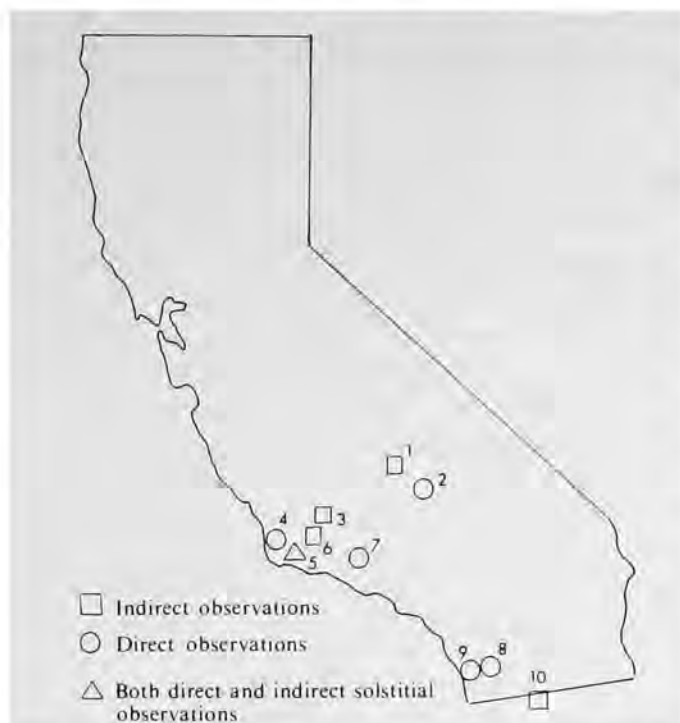 1
2
3
4
6
5
7
Indirect observations
Direct observations
Both direct and indirect solstitial
observations
9
8
10